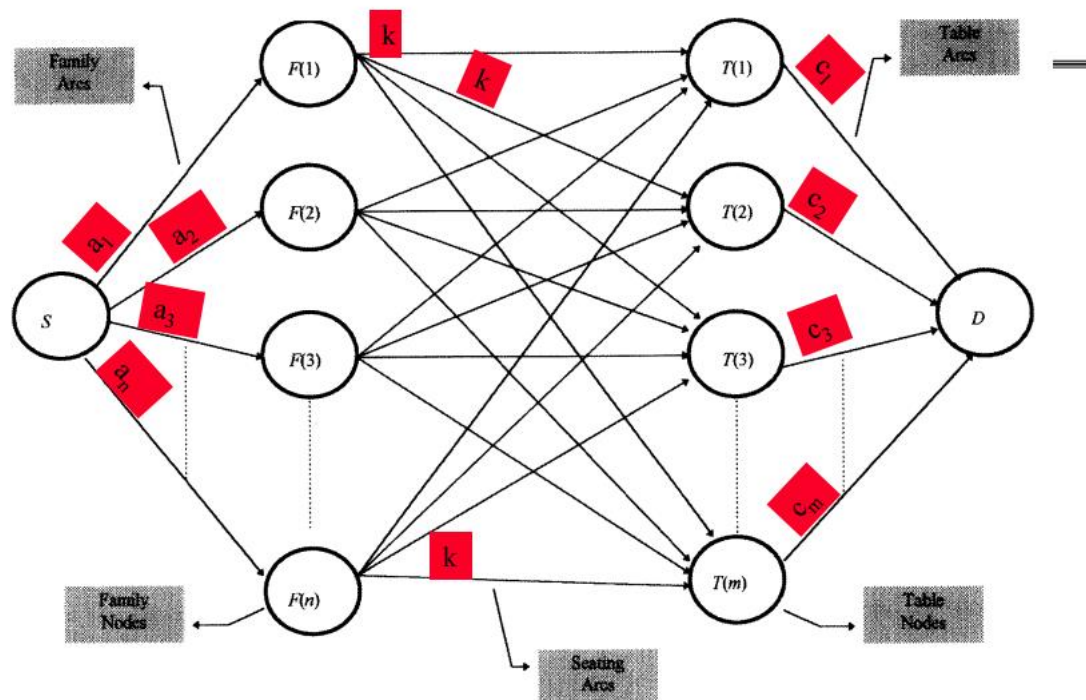 Family
Arcs
F(1)
k
k
T(1)
c1
Table
Arcs
a1
a2
F(2)
T(2)
c2
S
a3
F(3)
T(3)
c3
D
an
cm
k
F(n)
T(m)
Family
Nodes
Table
Nodes
Seating
Arcs